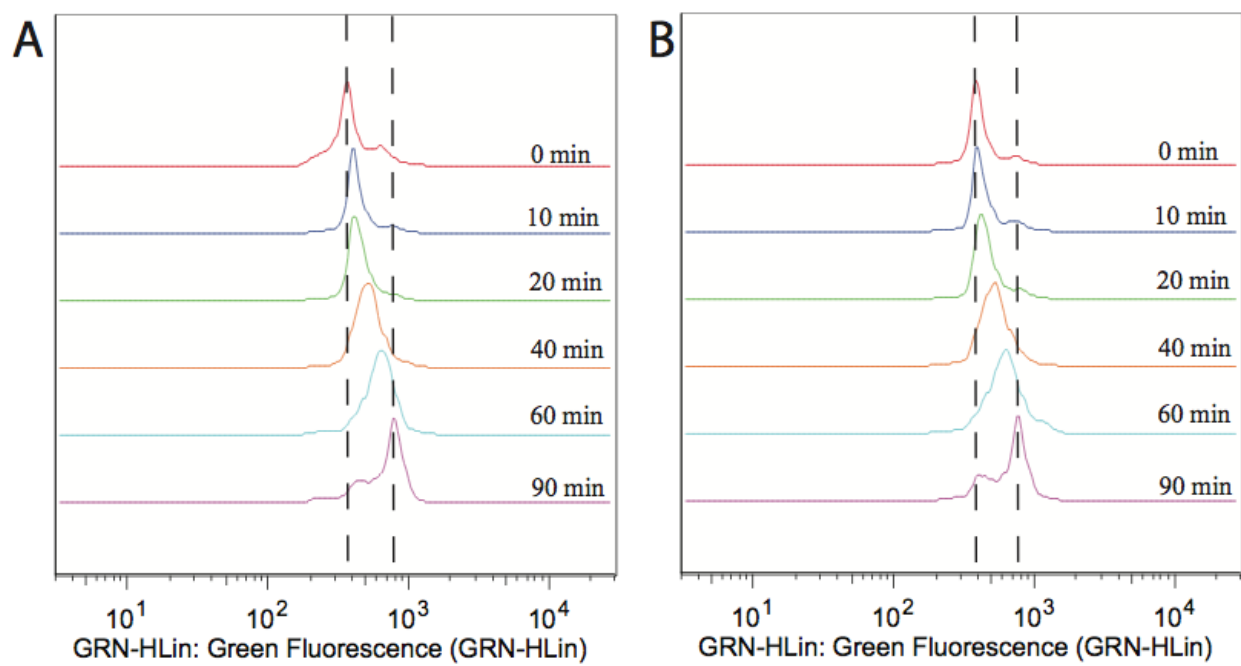 A
0 min
10 min
20 min
40 min
60 min
90 min
10¹ 10² 10³ 10⁴
GRN-HLin: Green Fluorescence (GRN-HLin)
B
0 min
10 min
20 min
40 min
60 min
90 min
10¹ 10² 10³ 10⁴
GRN-HLin: Green Fluorescence (GRN-HLin)